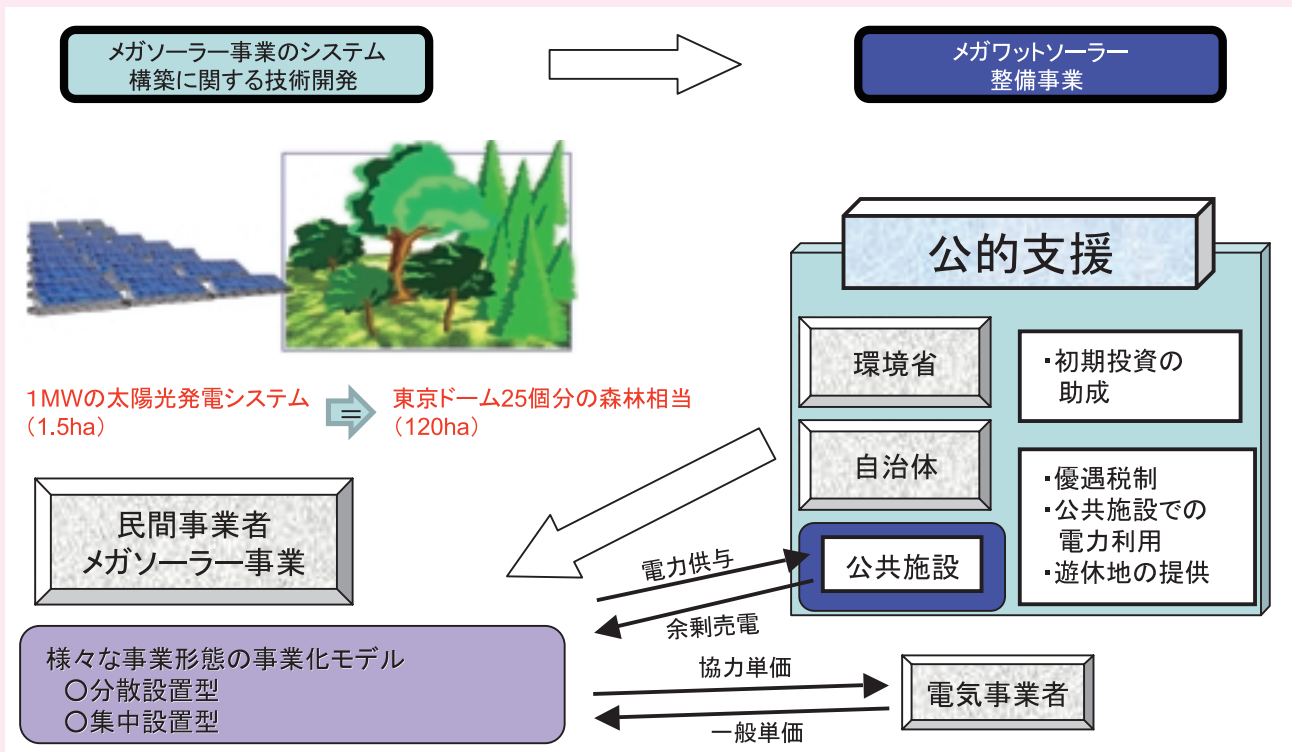 メガソーラー事業のシステム
構築に関する技術開発
メガワットソーラー
整備事業
公的支援
環境省
・初期投資の
助成
自治体
・優遇税制
・公共施設での
電力利用
・遊休地の提供
公共施設
1MWの太陽光発電システム
(1.5ha)
=
東京ドーム25個分の森林相当
(120ha)
民間事業者
メガソーラー事業
電力供与
余剰売電
様々な事業形態の事業化モデル
○分散設置型
○集中設置型
協力単価
一般単価
電気事業者